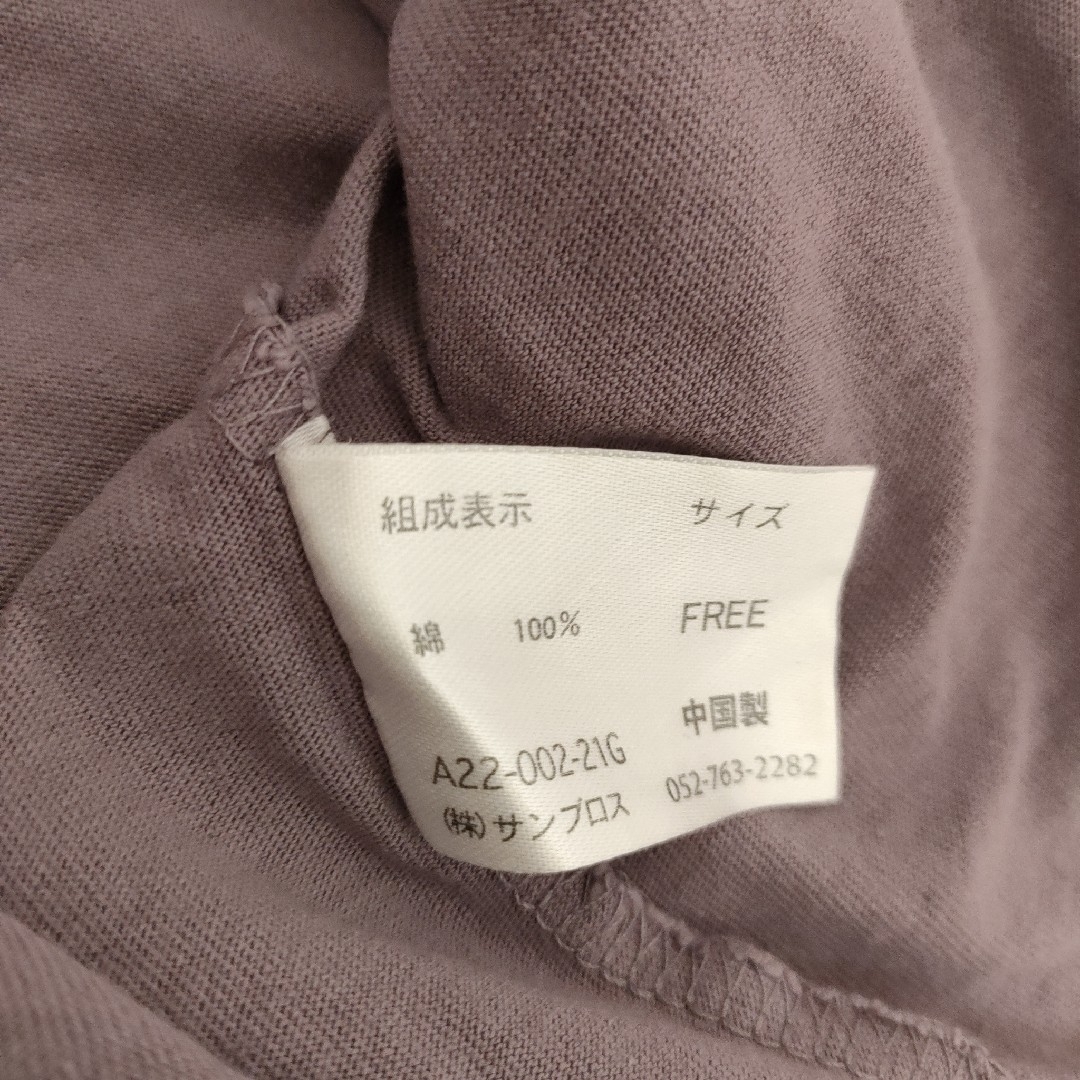 組成表示 サイズ
綿 100% FREE
中国製
A22-002-21G
(株)サンブロス 052-763-2282